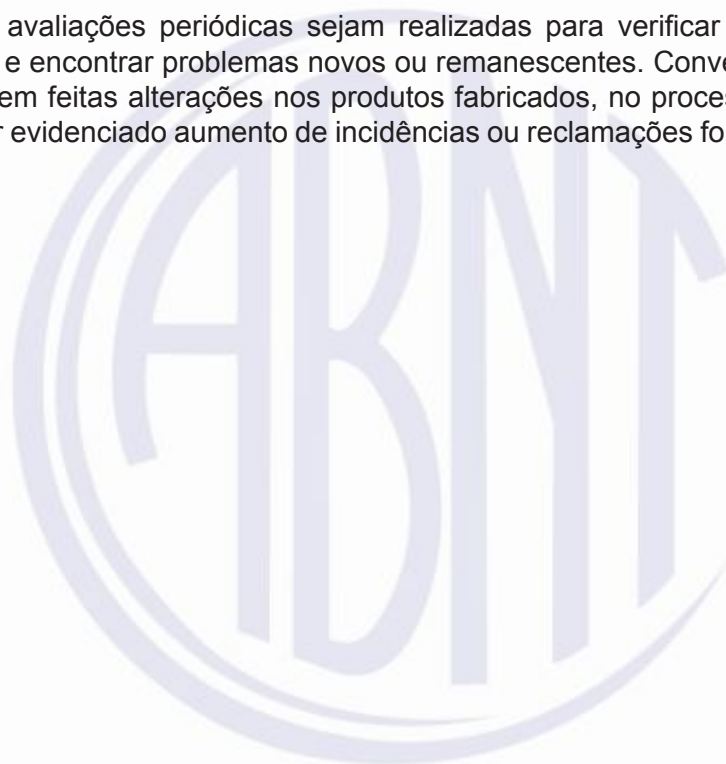 avaliações periódicas sejam realizadas para verificar
e encontrar problemas novos ou remanescentes. Conve
em feitas alterações nos produtos fabricados, no proces
r evidenciado aumento de incidências ou reclamações fo
ABNT